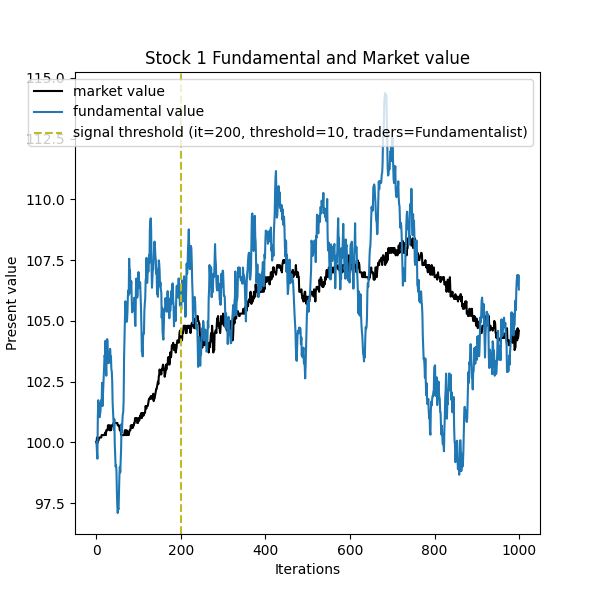 Stock 1 Fundamental and Market value
115.0
market value
fundamental value
signal threshold (it=200, threshold=10, traders=Fundamentalist)
112.5
110.0
107.5
105.0
102.5
100.0
97.5
Present value
0 200 400 600 800 1000
Iterations